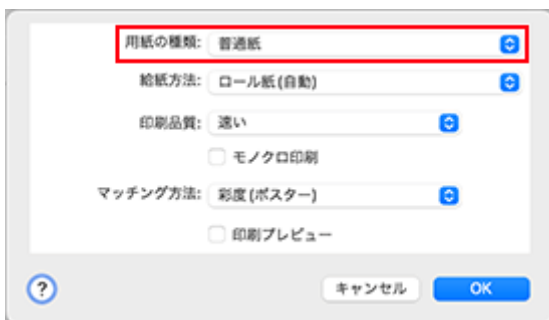 用紙の種類: 普通紙
給紙方法: ロール紙(自動)
印刷品質: 速い
モノクロ印刷
マッチング方法: 彩度(ポスター)
印刷プレビュー
? キャンセル OK